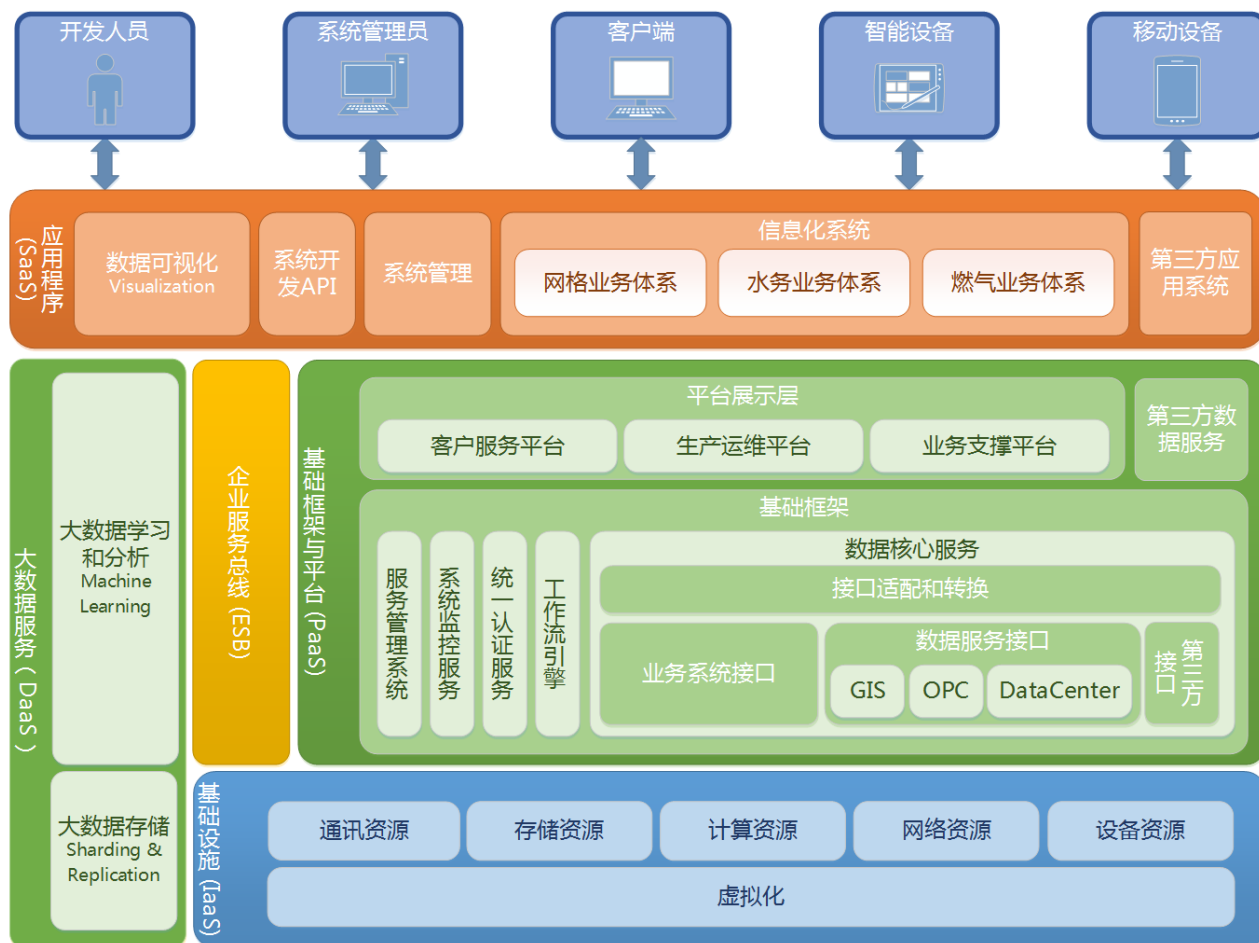 开发人员
系统管理员
客户端
智能设备
移动设备
应用程序
(SaaS)
数据可视化
Visualization
系统开
发API
系统管理
信息化系统
网格业务体系
水务业务体系
燃气业务体系
第三方应
用系统
大数据服务（DaaS）
大数据学习
和分析
Machine
Learning
大数据存储
Sharding &
Replication
企业服务总线 (ESB)
基础框架与平台 (PaaS)
平台展示层
客户服务平台
生产运维平台
业务支撑平台
第三方数
据服务
基础框架
服务管理系统
系统监控服务
统一认证服务
工作流引擎
数据核心服务
接口适配和转换
业务系统接口
数据服务接口
GIS
OPC
DataCenter
第三方
接口
基础设施 (IaaS)
通讯资源
存储资源
计算资源
网络资源
设备资源
虚拟化